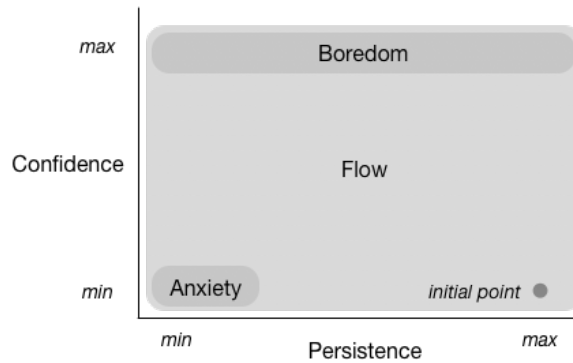 max
Boredom
Confidence
Flow
min
Anxiety
initial point
min
Persistence
max